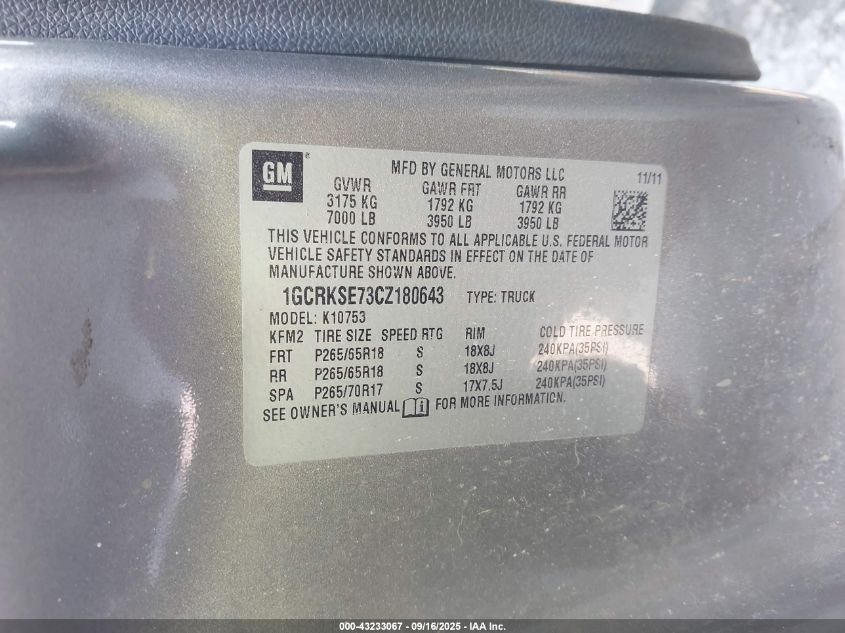 GM®
MFD BY GENERAL MOTORS LLC 11/11
GVWR GAWR FRT GAWR RR
3175 KG 1792 KG 1792 KG
7000 LB 3950 LB 3950 LB
THIS VEHICLE CONFORMS TO ALL APPLICABLE U.S. FEDERAL MOTOR
VEHICLE SAFETY STANDARDS IN EFFECT ON THE DATE OF
MANUFACTURE SHOWN ABOVE.
1GCRKSE73CZ180643 TYPE: TRUCK
MODEL: K10753
KFM2 TIRE SIZE SPEED RTG RIM COLD TIRE PRESSURE
FRT P265/65R18 S 18X8J 240KPA(35PSI)
RR P265/65R18 S 18X8J 240KPA(35PSI)
SPA P265/70R17 S 17X7.5J 240KPA(35PSI)
SEE OWNER'S MANUAL FOR MORE INFORMATION.
000-43233067 - 09/16/2025 - IAA Inc.